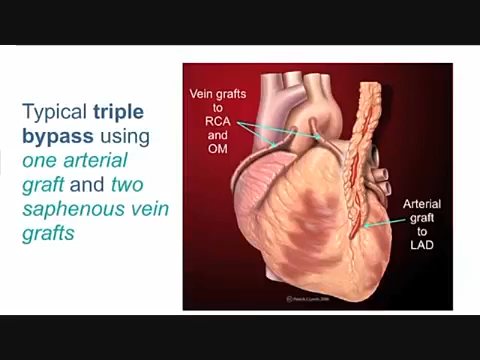 Typical triple
bypass using
one arterial
graft and two
saphenous vein
grafts
Vein grafts
to
RCA
and
OM
Arterial
graft
to
LAD